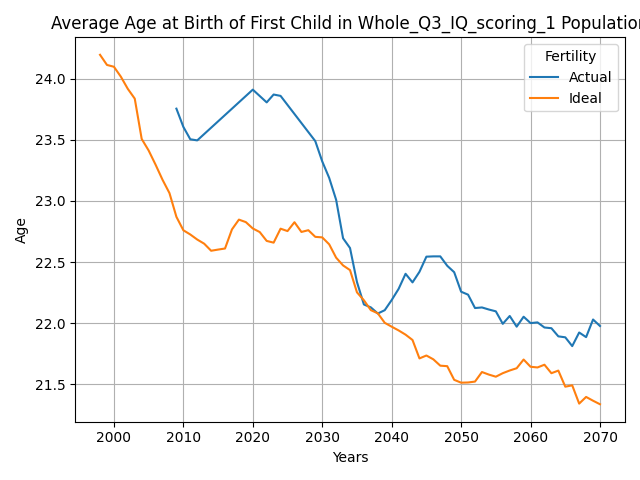 Average Age at Birth of First Child in Whole_Q3_IQ_scoring_1 Population
Fertility
Actual
Ideal
Age
24.0
23.5
23.0
22.5
22.0
21.5
2000
2010
2020
2030
2040
2050
2060
2070
Years